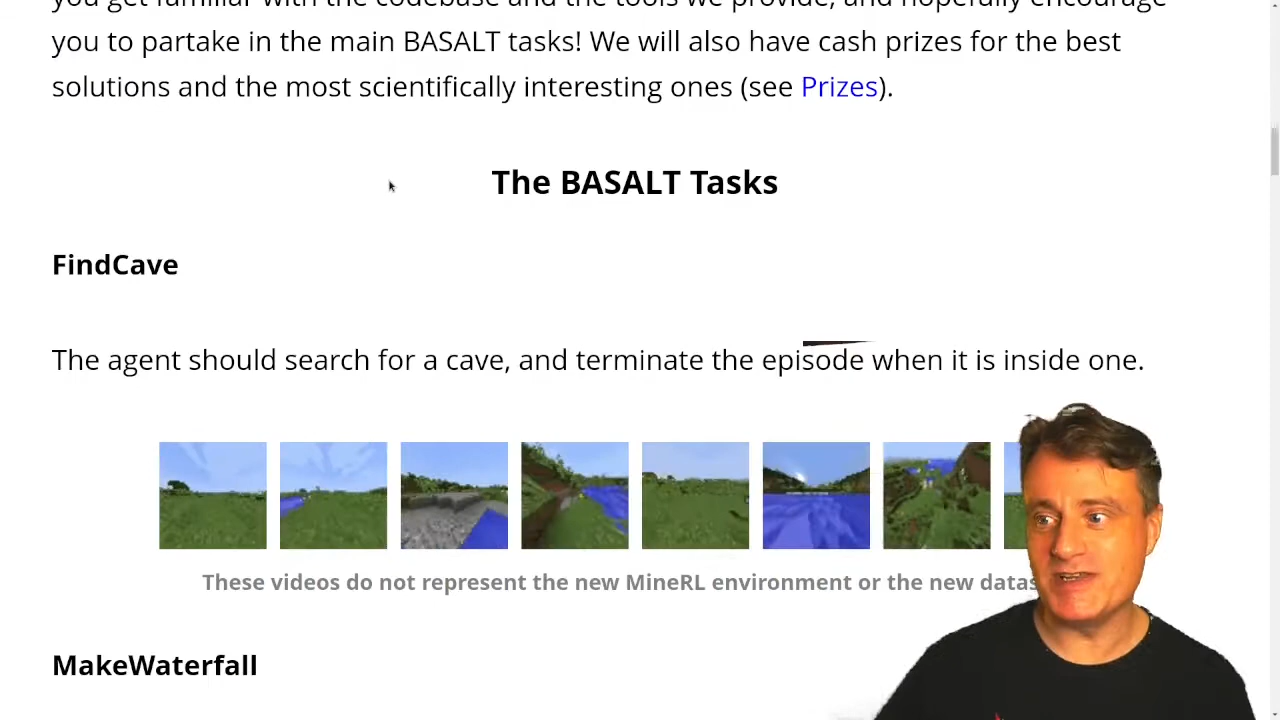 you get familiar with the codebase and the tools we provide, and hopefully encourage
you to partake in the main BASALT tasks! We will also have cash prizes for the best
solutions and the most scientifically interesting ones (see Prizes).
The BASALT Tasks
FindCave
The agent should search for a cave, and terminate the episode when it is inside one.
These videos do not represent the new MineRL environment or the new
MakeWaterfall